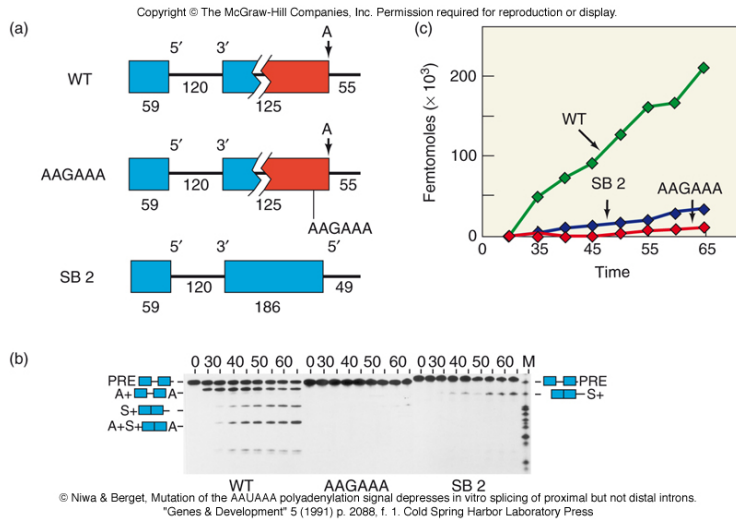 Copyright © The McGraw-Hill Companies, Inc. Permission required for reproduction or display.
(a)
A
5′ 3′
WT
59 120 125 55
A
5′ 3′
AAGAAA
59 120 125 55
AAGAAA
5′ 3′ 5′
SB 2
59 120 186 49
(c)
Femtomoles (× 10³)
200
100
0
WT
SB 2
AAGAAA
0 35 45 55 65
Time
(b)
0 30 40 50 60 0 30 40 50 60 0 30 40 50 60 M
PRE
A+ A
S+
A+S+ A
PRE
S+
WT AAGAAA SB 2
© Niwa & Berget, Mutation of the AAUAAA polyadenylation signal depresses in vitro splicing of proximal but not distal introns.
"Genes & Development" 5 (1991) p. 2088, f. 1. Cold Spring Harbor Laboratory Press